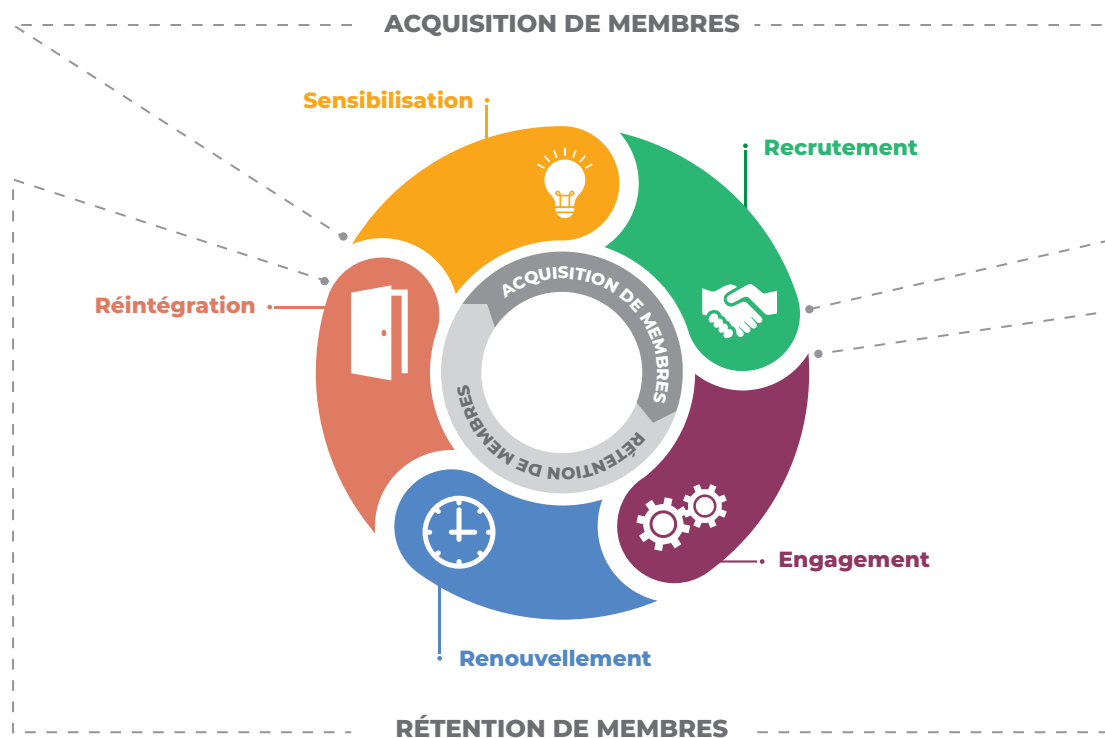 ACQUISITION DE MEMBRES
Sensibilisation
Recrutement
ACQUISITION DE MEMBRES
Réintégration
RÉTENTION DE MEMBRES
Engagement
Renouvellement
RÉTENTION DE MEMBRES